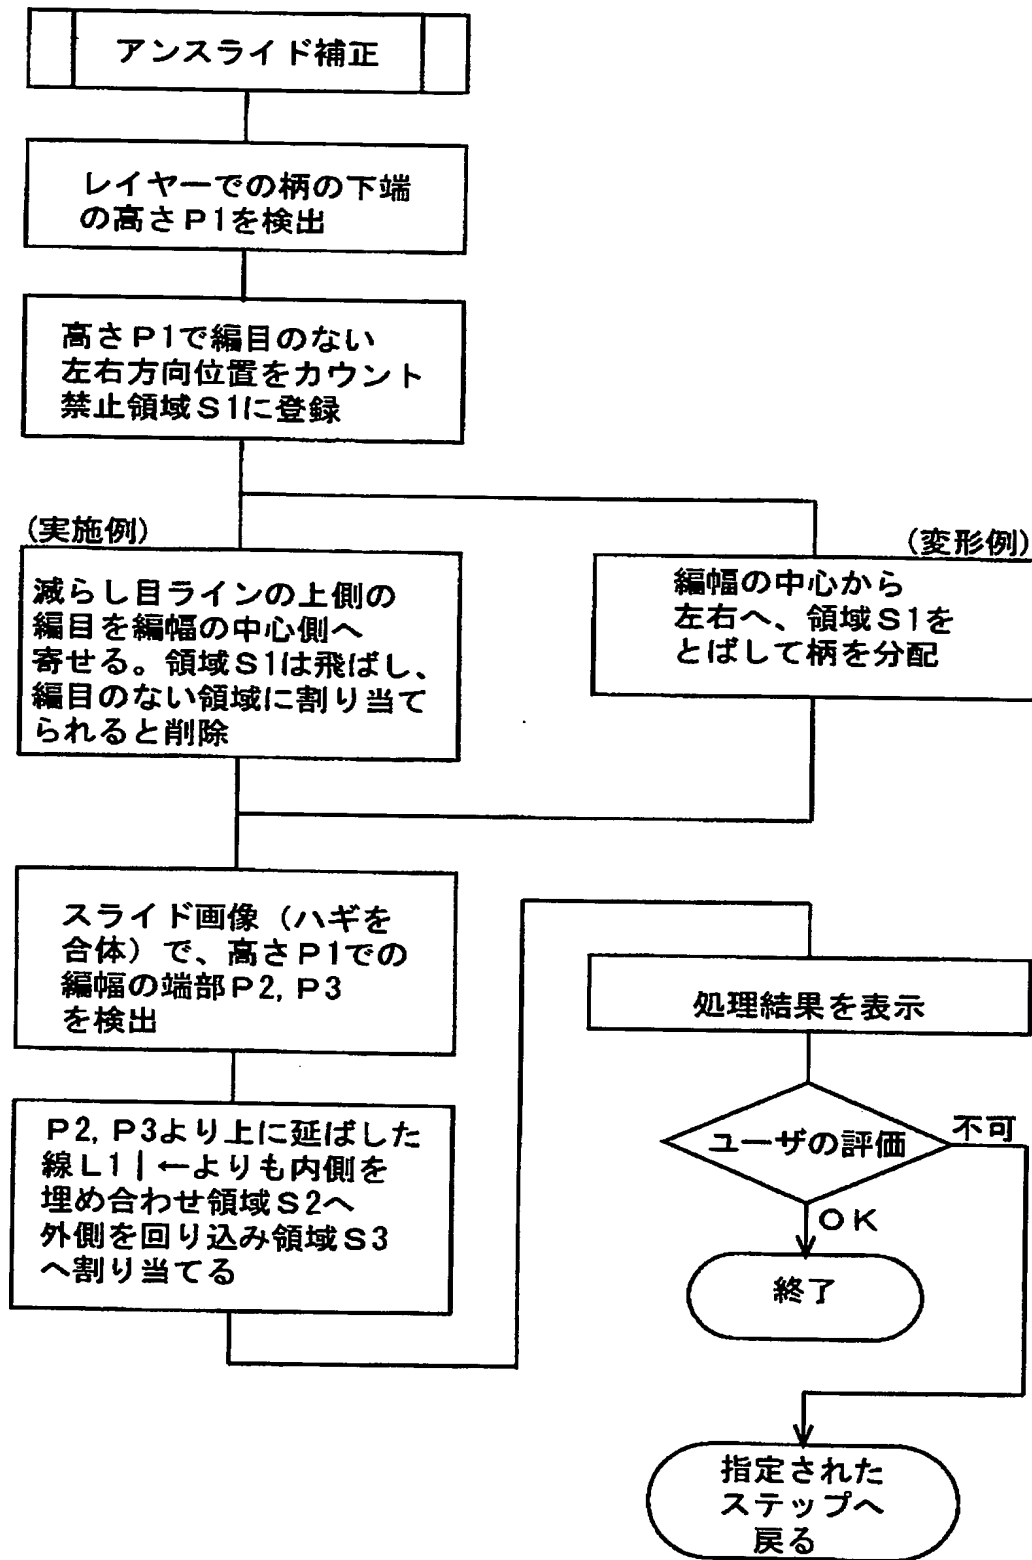 アンスライド補正
レイヤーでの柄の下端
の高さP1を検出
高さP1で編目のない
左右方向位置をカウント
禁止領域S1に登録
(実施例)
減らし目ラインの上側の
編目を編幅の中心側へ
寄せる。領域S1は飛ばし、
編目のない領域に割り当て
られると削除
(変形例)
編幅の中心から
左右へ、領域S1を
とばして柄を分配
スライド画像(ハギを
合体)で、高さP1での
編幅の端部P2,P3
を検出
P2,P3より上に延ばした
線L1|←よりも内側を
埋め合わせ領域S2へ
外側を回り込み領域S3
へ割り当てる
処理結果を表示
ユーザの評価
不可
OK
終了
指定された
ステップへ
戻る